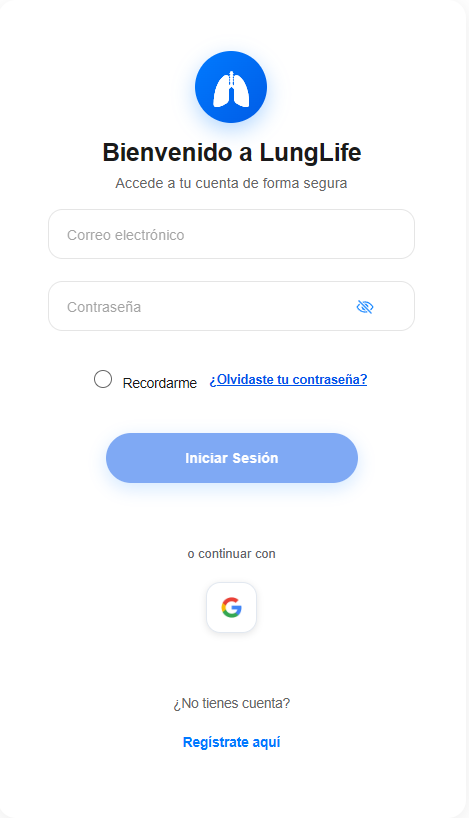 Bienvenido a LungLife
Accede a tu cuenta de forma segura
Correo electrónico
Contraseña
Recordarme ¿Olvidaste tu contraseña?
Iniciar Sesión
o continuar con
G
¿No tienes cuenta?
Regístrate aquí